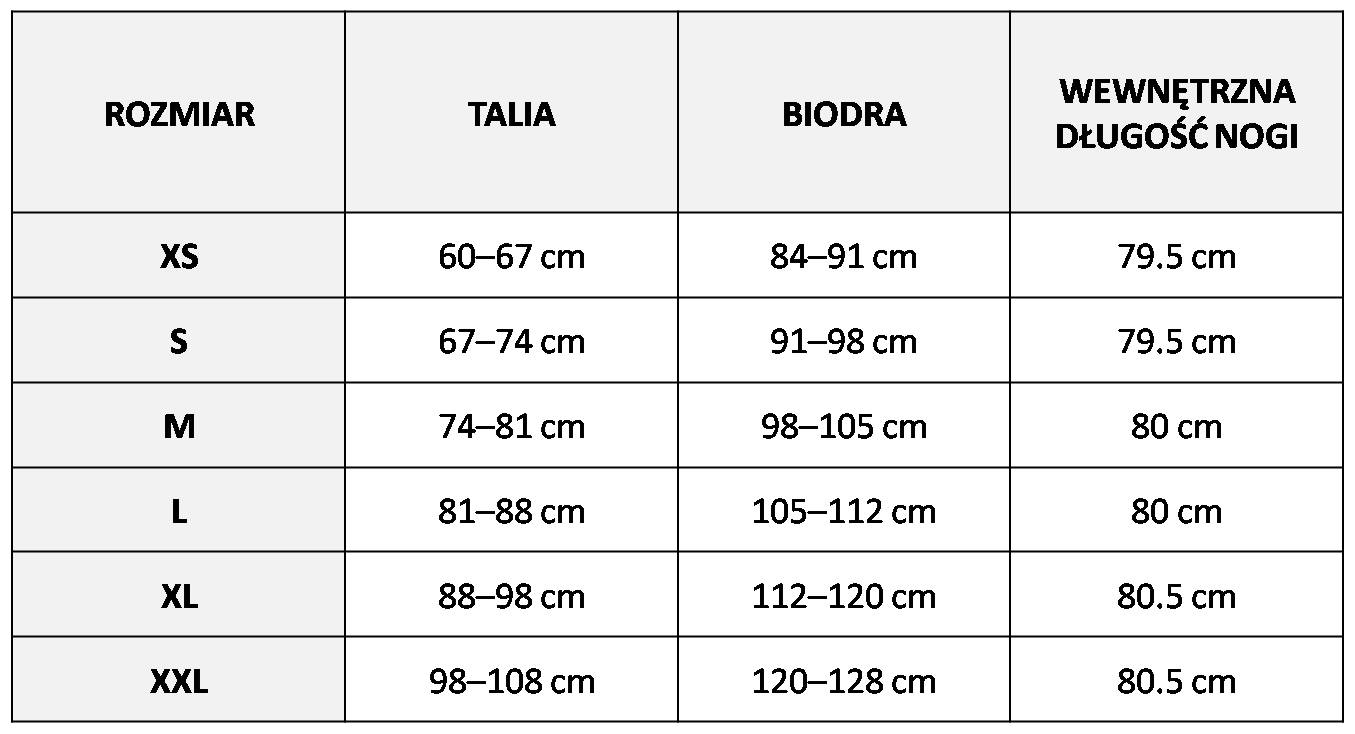 ROZMIAR TALIA BIODRA WEWNĘTRZNA
DŁUGOŚĆ NOGI
XS 60–67 cm 84–91 cm 79.5 cm
S 67–74 cm 91–98 cm 79.5 cm
M 74–81 cm 98–105 cm 80 cm
L 81–88 cm 105–112 cm 80 cm
XL 88–98 cm 112–120 cm 80.5 cm
XXL 98–108 cm 120–128 cm 80.5 cm